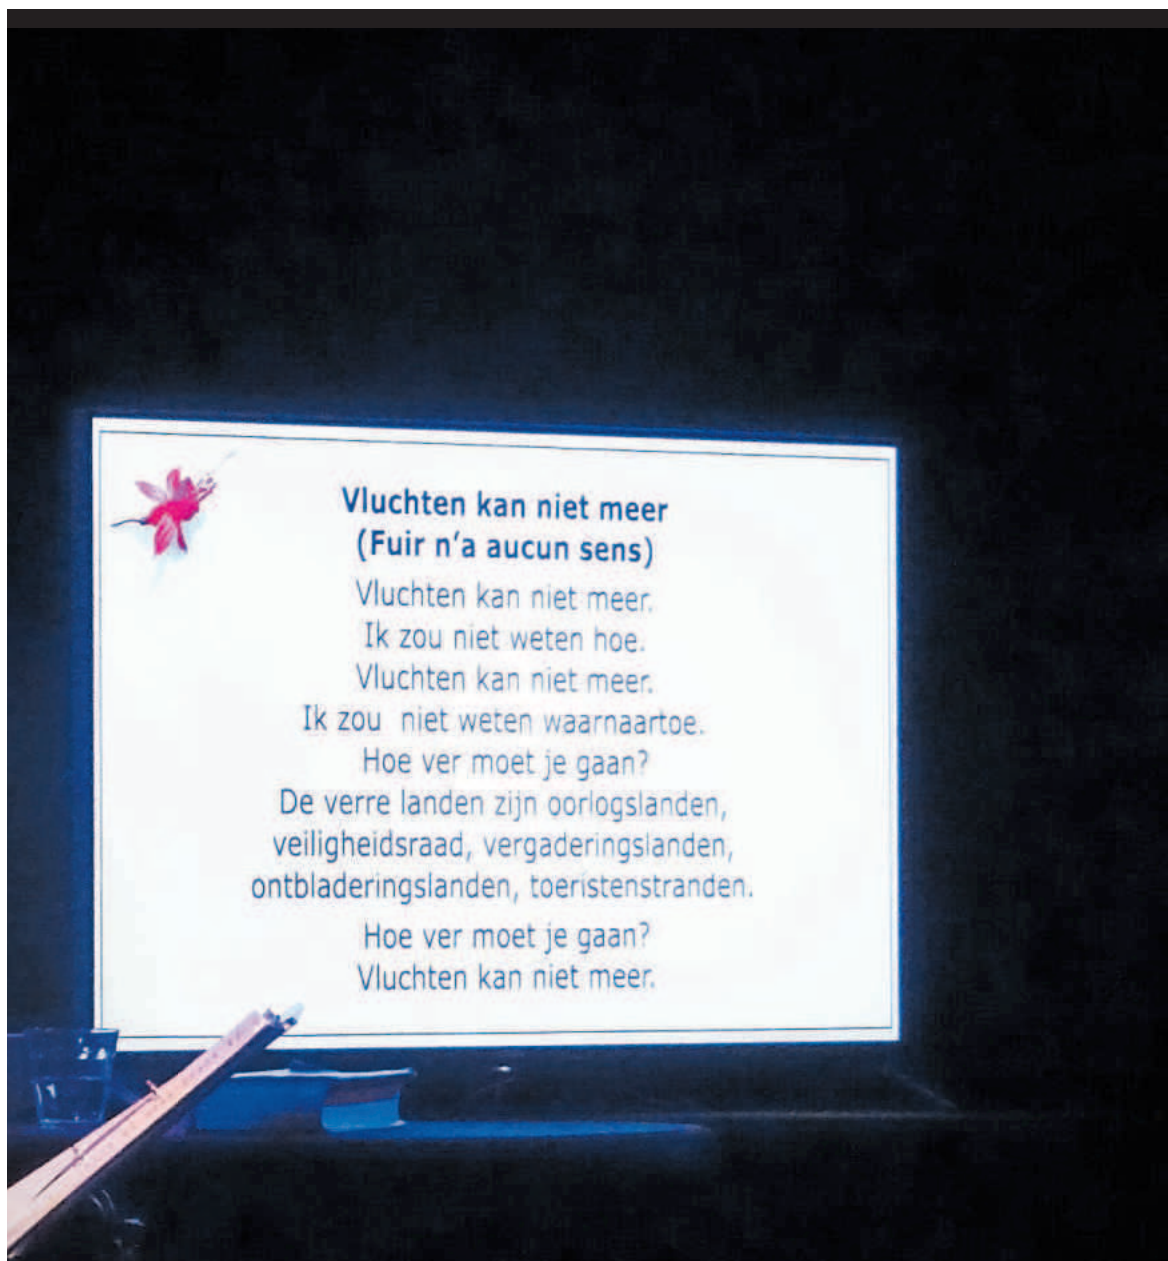 Vluchten kan niet meer
(Fuir n'a aucun sens)
Vluchten kan niet meer.
Ik zou niet weten hoe.
Vluchten kan niet meer.
Ik zou niet weten waarnaartoe.
Hoe ver moet je gaan?
De verre landen zijn oorlogslanden,
veiligheidsraad, vergaderingslanden,
ontbladeringslanden, toeristenstranden.
Hoe ver moet je gaan?
Vluchten kan niet meer.